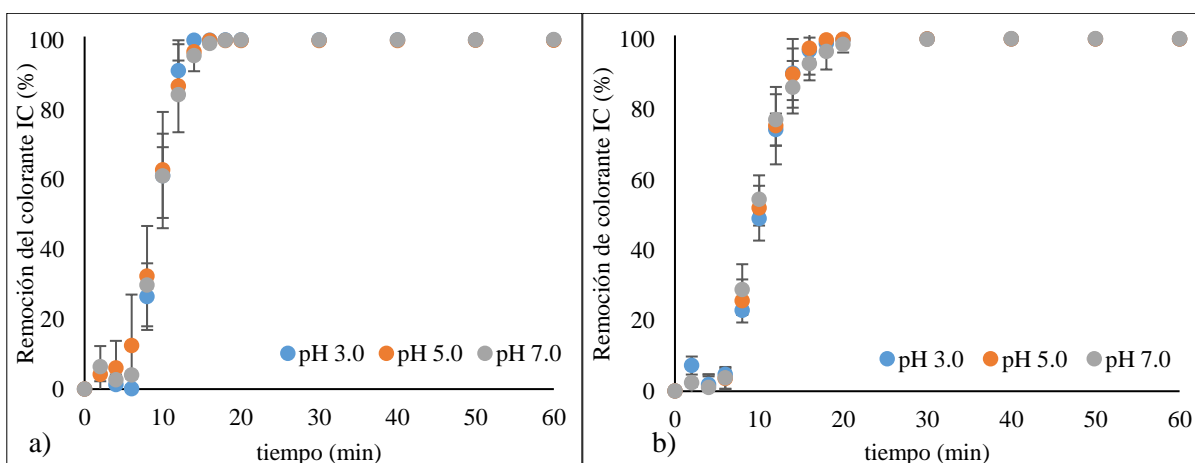 Remoción del colorante IC (%)
100
80
60
40
20
0
0 10 20 30 40 50 60
tiempo (min)
pH 3.0 pH 5.0 pH 7.0
a)
Remoción de colorante IC (%)
100
80
60
40
20
0
0 10 20 30 40 50 60
tiempo (min)
pH 3.0 pH 5.0 pH 7.0
b)